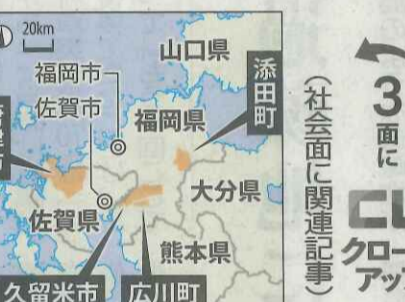 20km
山口県
福岡市
添田町
佐賀市
福岡県
大分県
佐賀県
熊本県
久留米市
広川町
(社会面に関連記事)
3面に
クローズ
アップ